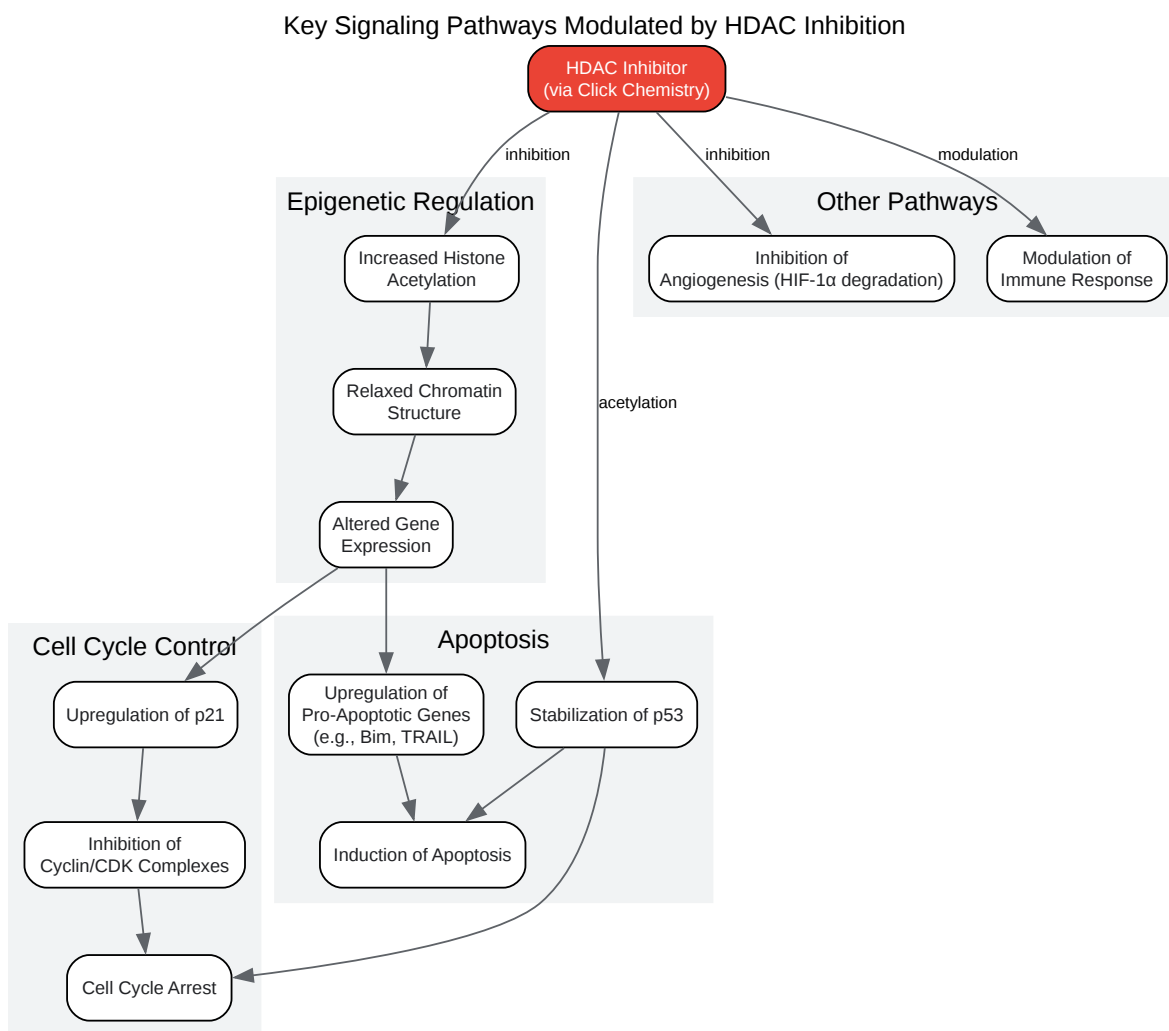 Key Signaling Pathways Modulated by HDAC Inhibition
HDAC Inhibitor
(via Click Chemistry)
inhibition
inhibition
modulation
Epigenetic Regulation
Other Pathways
Increased Histone
Acetylation
Inhibition of
Angiogenesis (HIF-1α degradation)
Modulation of
Immune Response
Relaxed Chromatin
Structure
acetylation
Altered Gene
Expression
Cell Cycle Control
Apoptosis
Upregulation of p21
Upregulation of
Pro-Apoptotic Genes
(e.g., Bim, TRAIL)
Stabilization of p53
Inhibition of
Cyclin/CDK Complexes
Induction of Apoptosis
Cell Cycle Arrest